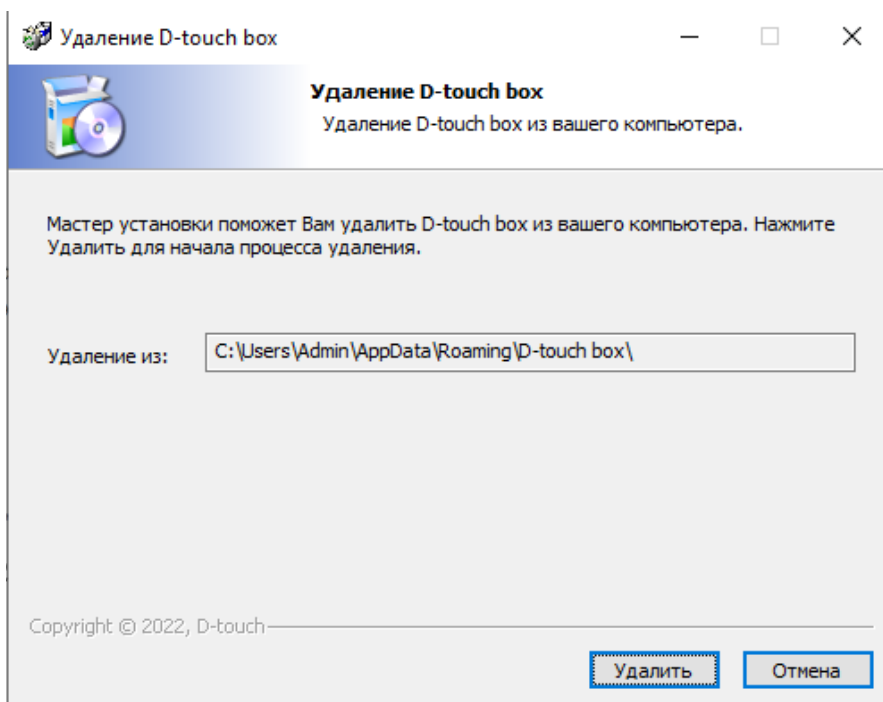 Удаление D-touch box
Удаление D-touch box
Удаление D-touch box из вашего компьютера.
Мастер установки поможет Вам удалить D-touch box из вашего компьютера. Нажмите
Удалить для начала процесса удаления.
Удаление из:
C:\Users\Admin\AppData\Roaming\D-touch box\
Copyright © 2022, D-touch
Удалить
Отмена